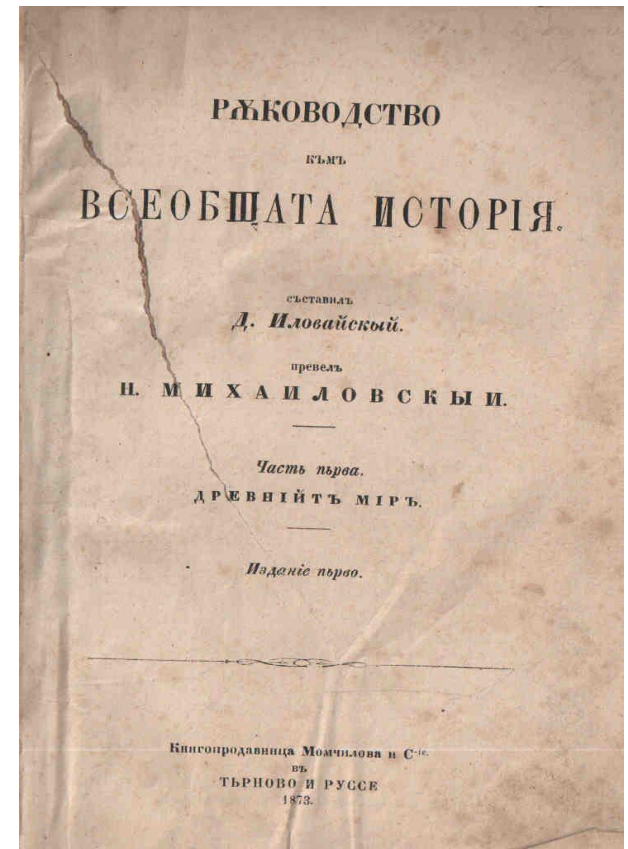 РѪКОВОДСТВО
КЪМЪ
ВСЕОБЩАТА ИСТОРІЯ.
съставилъ
Д. Иловайскый.
превелъ
Н. МИХАИЛОВСКЫИ.
Часть пьрва.
ДРЕВНІЙТЪ МІРЪ.
Изданіе пьрво.
Книгопродавница Момчилова и С-ie.
въ
ТЬРНОВО И РУССЕ
1873.